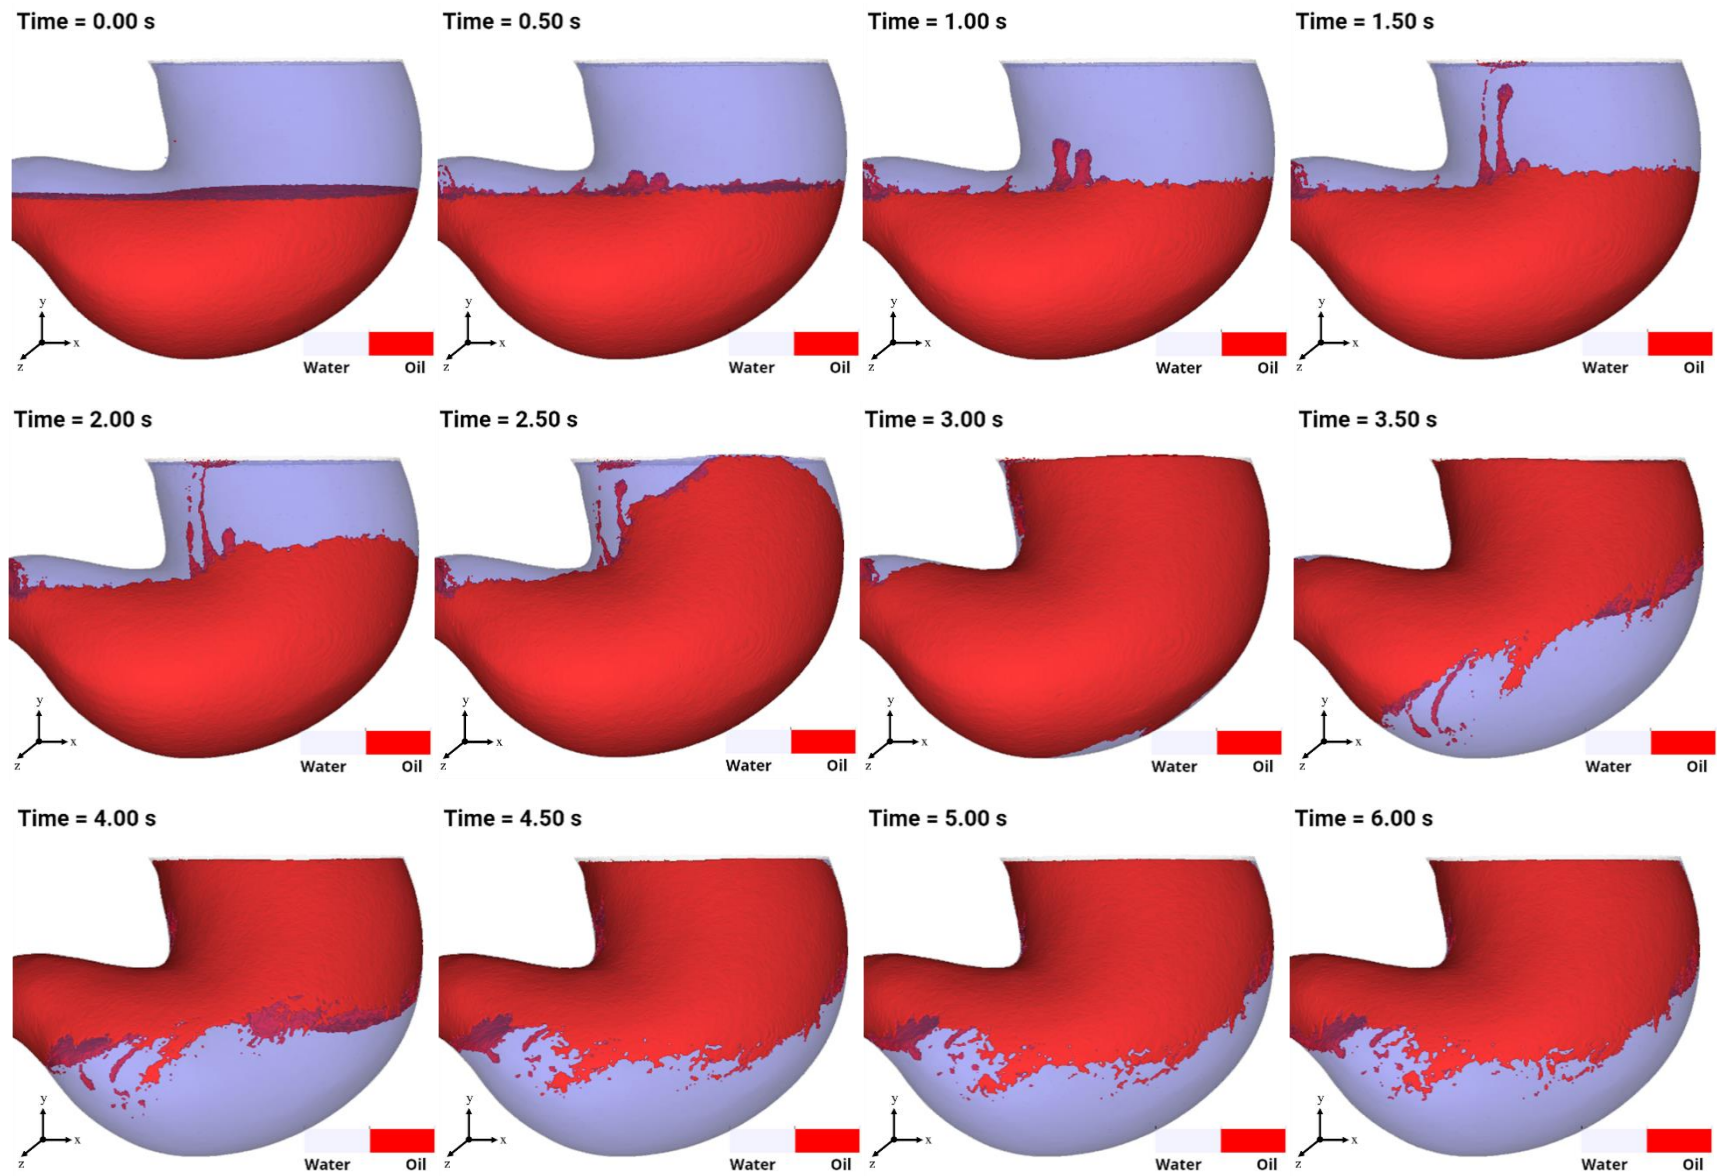 Time = 0.00 s
y
x
z
Water Oil
Time = 0.50 s
y
x
z
Water Oil
Time = 1.00 s
y
x
z
Water Oil
Time = 1.50 s
y
x
z
Water Oil
Time = 2.00 s
y
x
z
Water Oil
Time = 2.50 s
y
x
z
Water Oil
Time = 3.00 s
y
x
z
Water Oil
Time = 3.50 s
y
x
z
Water Oil
Time = 4.00 s
y
x
z
Water Oil
Time = 4.50 s
y
x
z
Water Oil
Time = 5.00 s
y
x
z
Water Oil
Time = 6.00 s
y
x
z
Water Oil